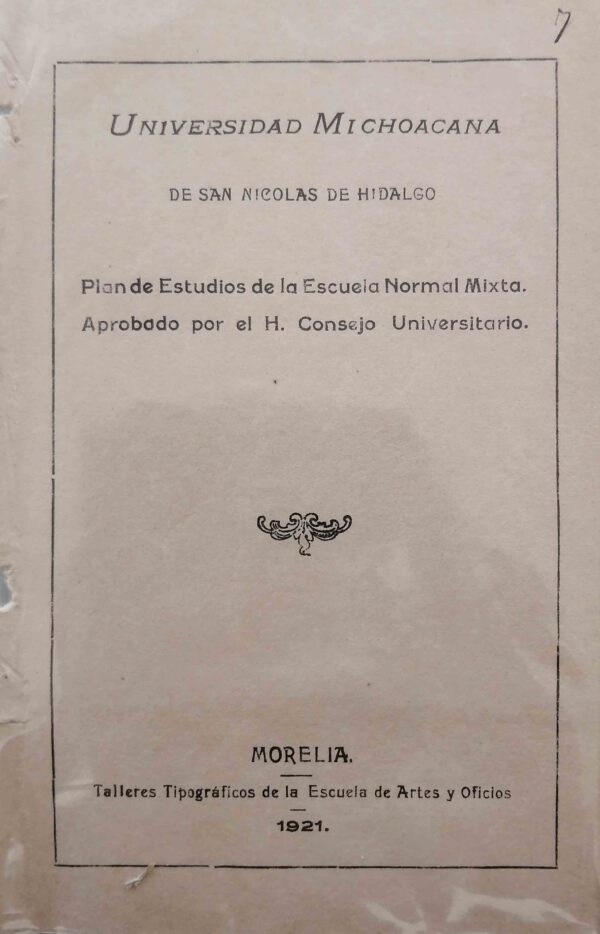 7
UNIVERSIDAD MICHOACANA
DE SAN NICOLAS DE HIDALGO
Plan de Estudios de la Escuela Normal Mixta.
Aprobado por el H. Consejo Universitario.
MORELIA.
Talleres Tipográficos de la Escuela de Artes y Oficios
1921.